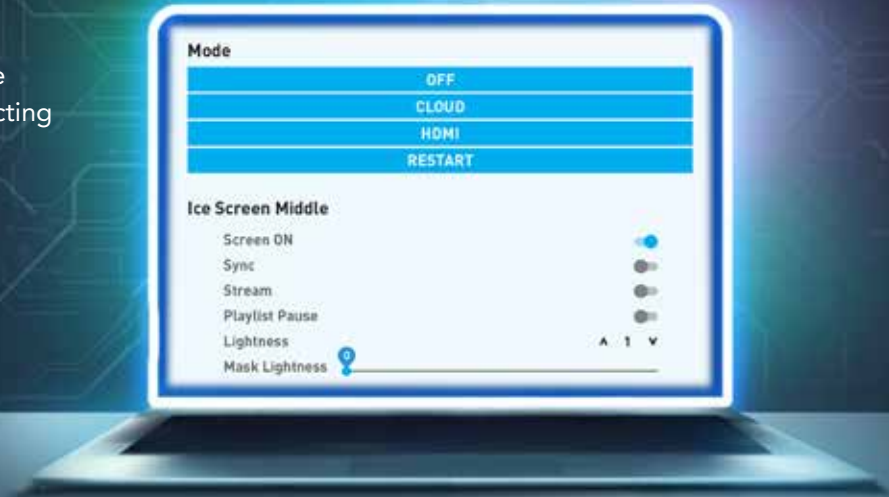 cting
Mode
OFF
CLOUD
HDMI
RESTART
Ice Screen Middle
Screen ON
Sync
Stream
Playlist Pause
Lightness ʌ 1 v
Mask Lightness 0